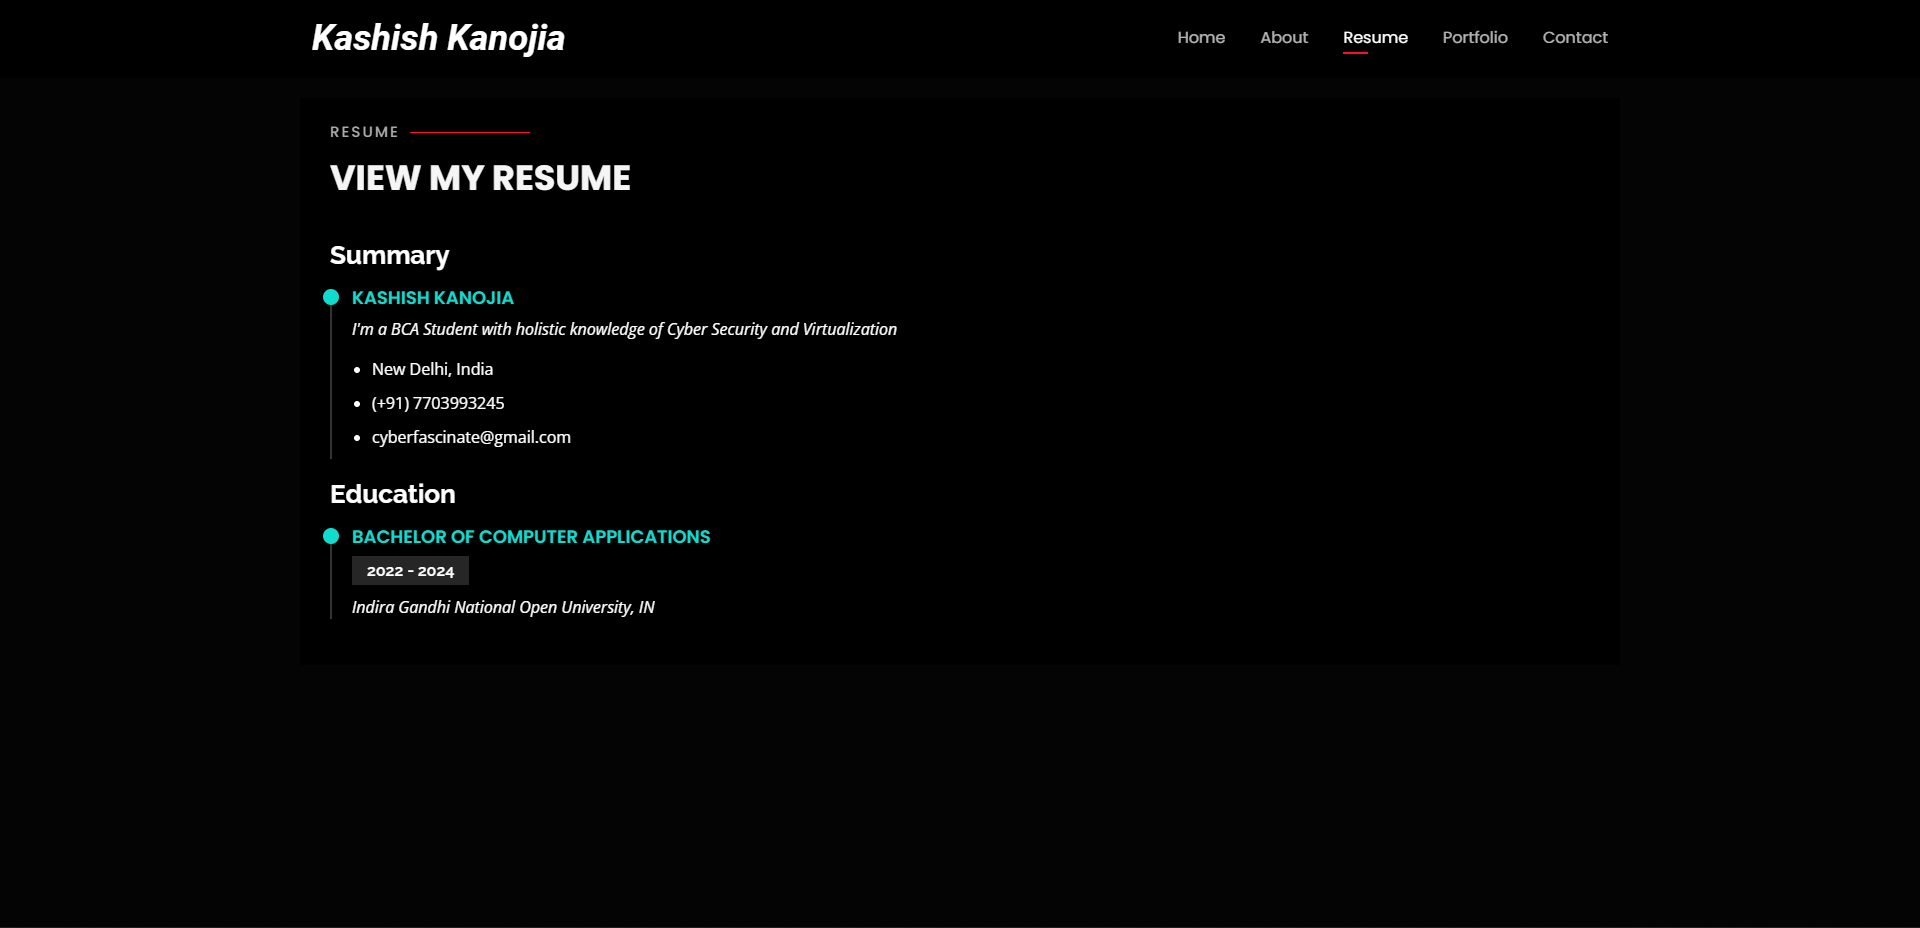 Kashish Kanojia
Home About Resume Portfolio Contact
RESUME
VIEW MY RESUME
Summary
KASHISH KANOJIA
I'm a BCA Student with holistic knowledge of Cyber Security and Virtualization
New Delhi, India
(+91) 7703993245
cyberfascinate@gmail.com
Education
BACHELOR OF COMPUTER APPLICATIONS
2022 - 2024
Indira Gandhi National Open University, IN